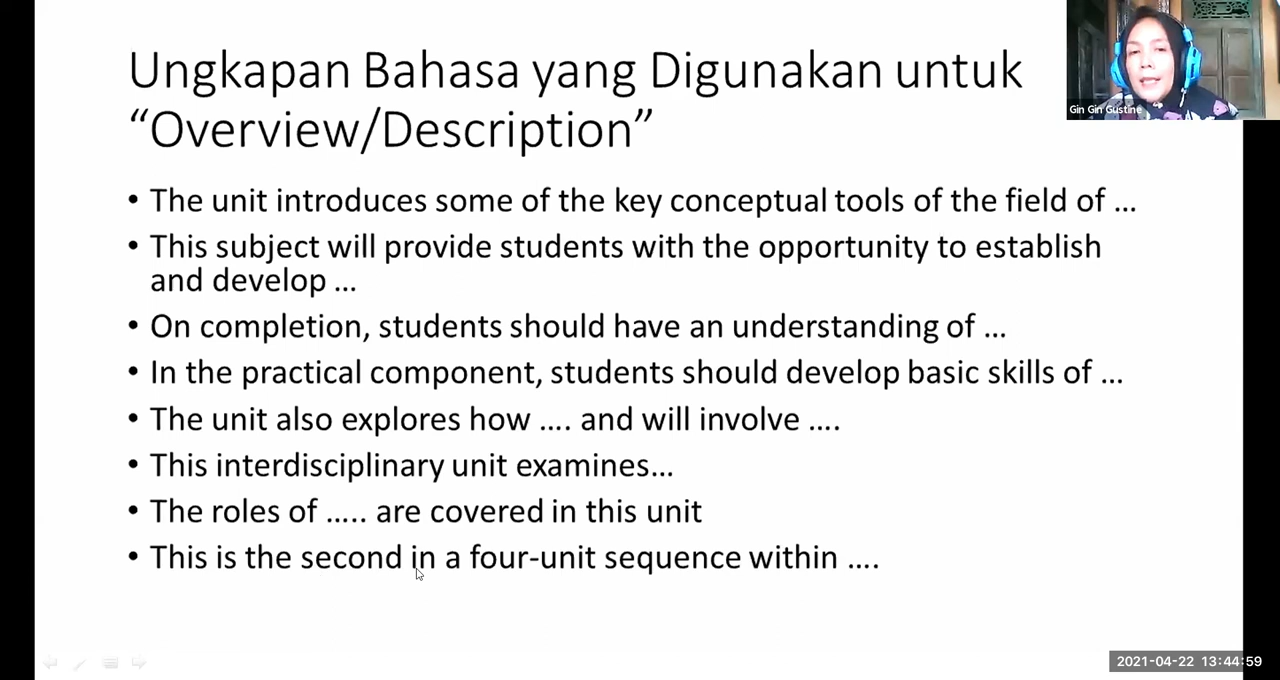 Ungkapan Bahasa yang Digunakan untuk
“Overview/Description”
Gin Gin Gustine
• The unit introduces some of the key conceptual tools of the field of ...
• This subject will provide students with the opportunity to establish
and develop ...
• On completion, students should have an understanding of ...
• In the practical component, students should develop basic skills of ...
• The unit also explores how .... and will involve ....
• This interdisciplinary unit examines...
• The roles of ..... are covered in this unit
• This is the second in a four-unit sequence within ....
2021-04-22 13:44:59